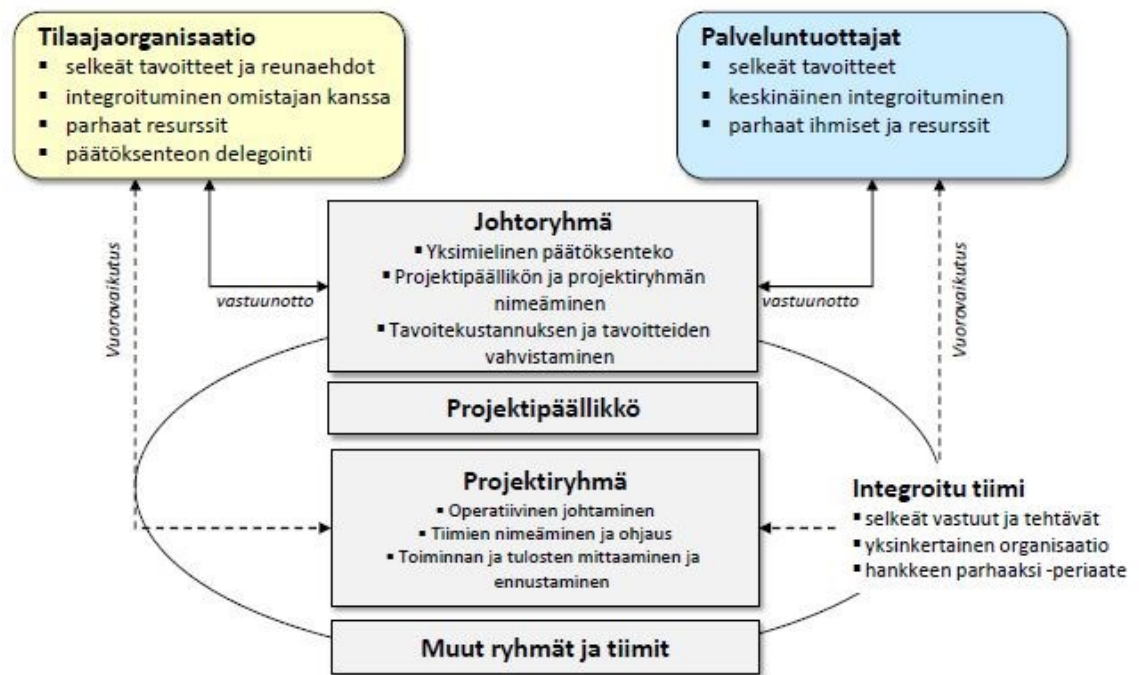 Tilaajaorganisaatio
▪ selkeät tavoitteet ja reunaehdot
▪ integroituminen omistajan kanssa
▪ parhaat resurssit
▪ päätöksenteon delegointi
Palveluntuottajat
▪ selkeät tavoitteet
▪ keskinäinen integroituminen
▪ parhaat ihmiset ja resurssit
Vuorovaikutus
vastuunotto
Johtoryhmä
▪ Yksimielinen päätöksenteko
▪ Projektipäällikön ja projektiryhmän
nimeäminen
▪ Tavoitekustannuksen ja tavoitteiden
vahvistaminen
vastuunotto
Vuorovaikutus
Projektipäällikkö
Projektiryhmä
▪ Operatiivinen johtaminen
▪ Tiimien nimeäminen ja ohjaus
▪ Toiminnan ja tulosten mittaaminen ja
ennustaminen
Integroitu tiimi
▪ selkeät vastuut ja tehtävät
▪ yksinkertainen organisaatio
▪ hankkeen parhaaksi -periaate
Muut ryhmät ja tiimit